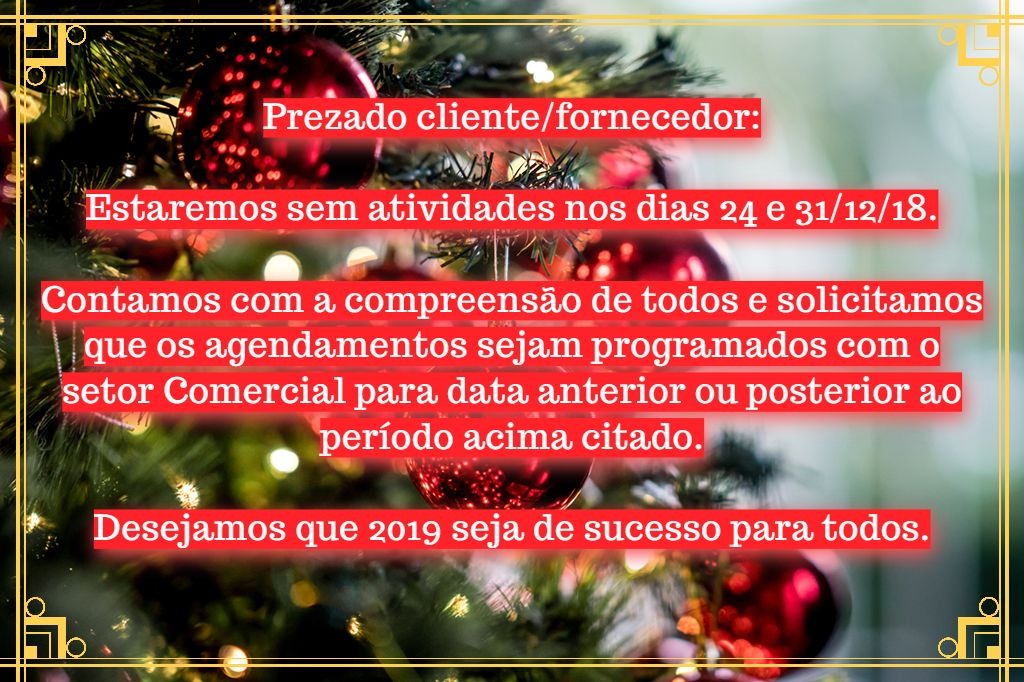 Prezado cliente/fornecedor:
Estaremos sem atividades nos dias 24 e 31/12/18.
Contamos com a compreensão de todos e solicitamos
que os agendamentos sejam programados com o
setor Comercial para data anterior ou posterior ao
período acima citado.
Desejamos que 2019 seja de sucesso para todos.